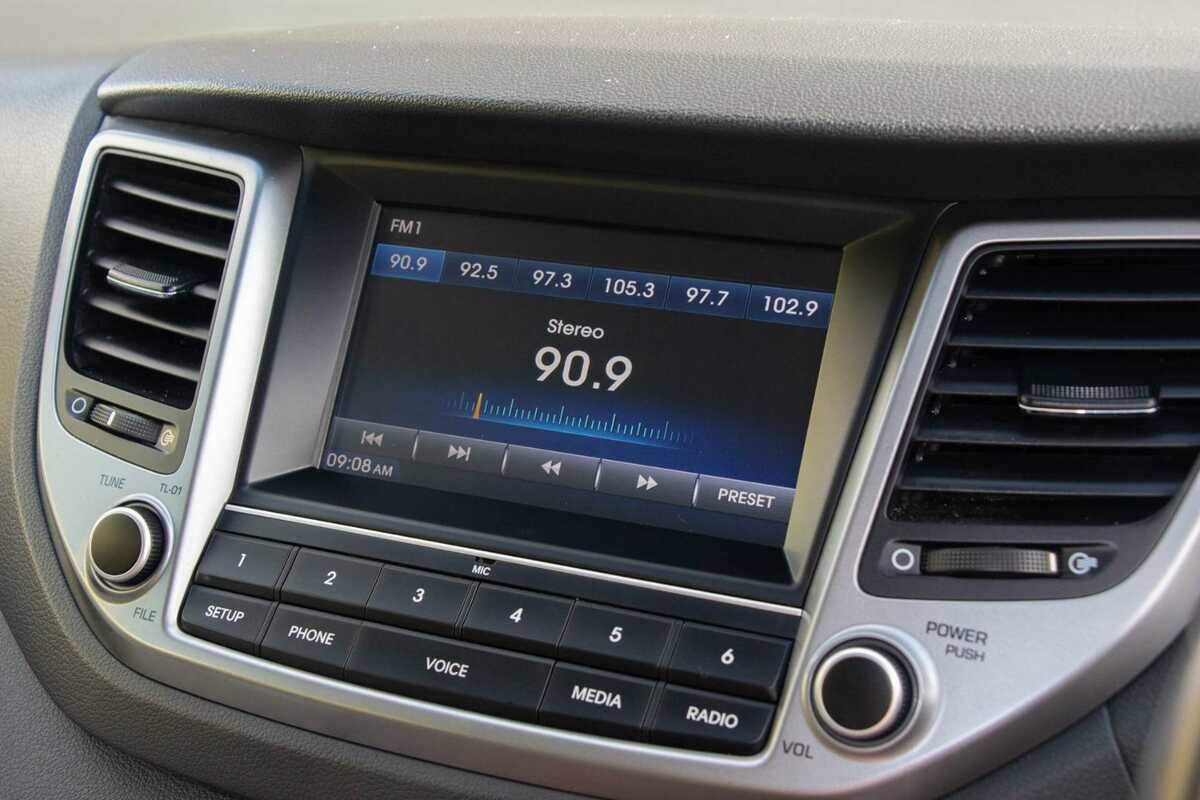 FM1
90.9 92.5 97.3 105.3 97.7 102.9
Stereo
90.9
PRESET
09:08 AM
TUNE TL-01
FILE
MIC
1 2 3 4 5 6
SETUP PHONE VOICE MEDIA RADIO
POWER
PUSH
VOL